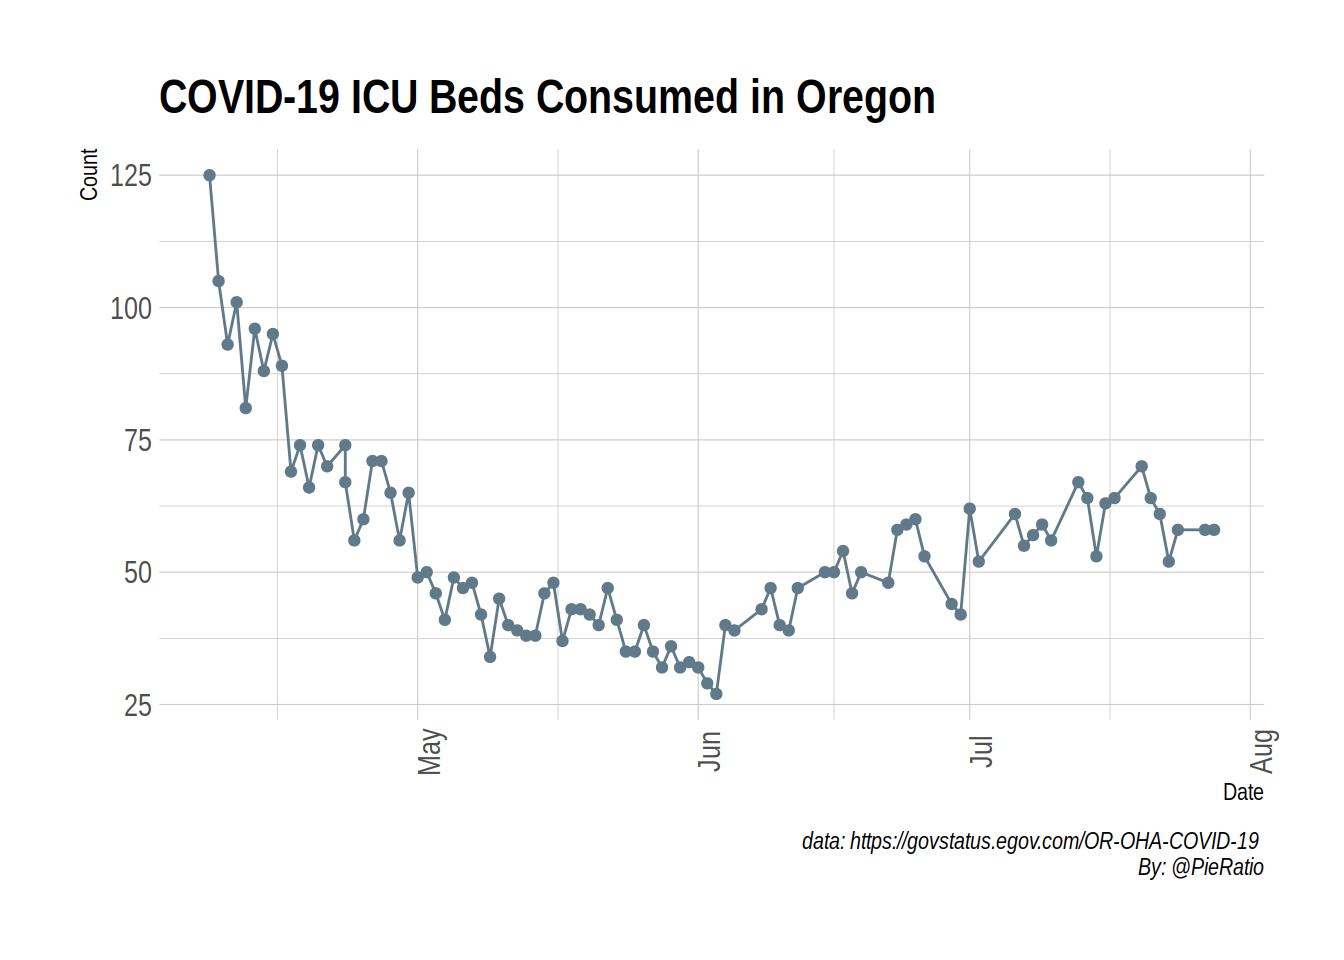 COVID-19 ICU Beds Consumed in Oregon
Count
125
100
75
50
25
May
Jun
Jul
Aug
Date
data: https://govstatus.egov.com/OR-OHA-COVID-19
By: @PieRatio